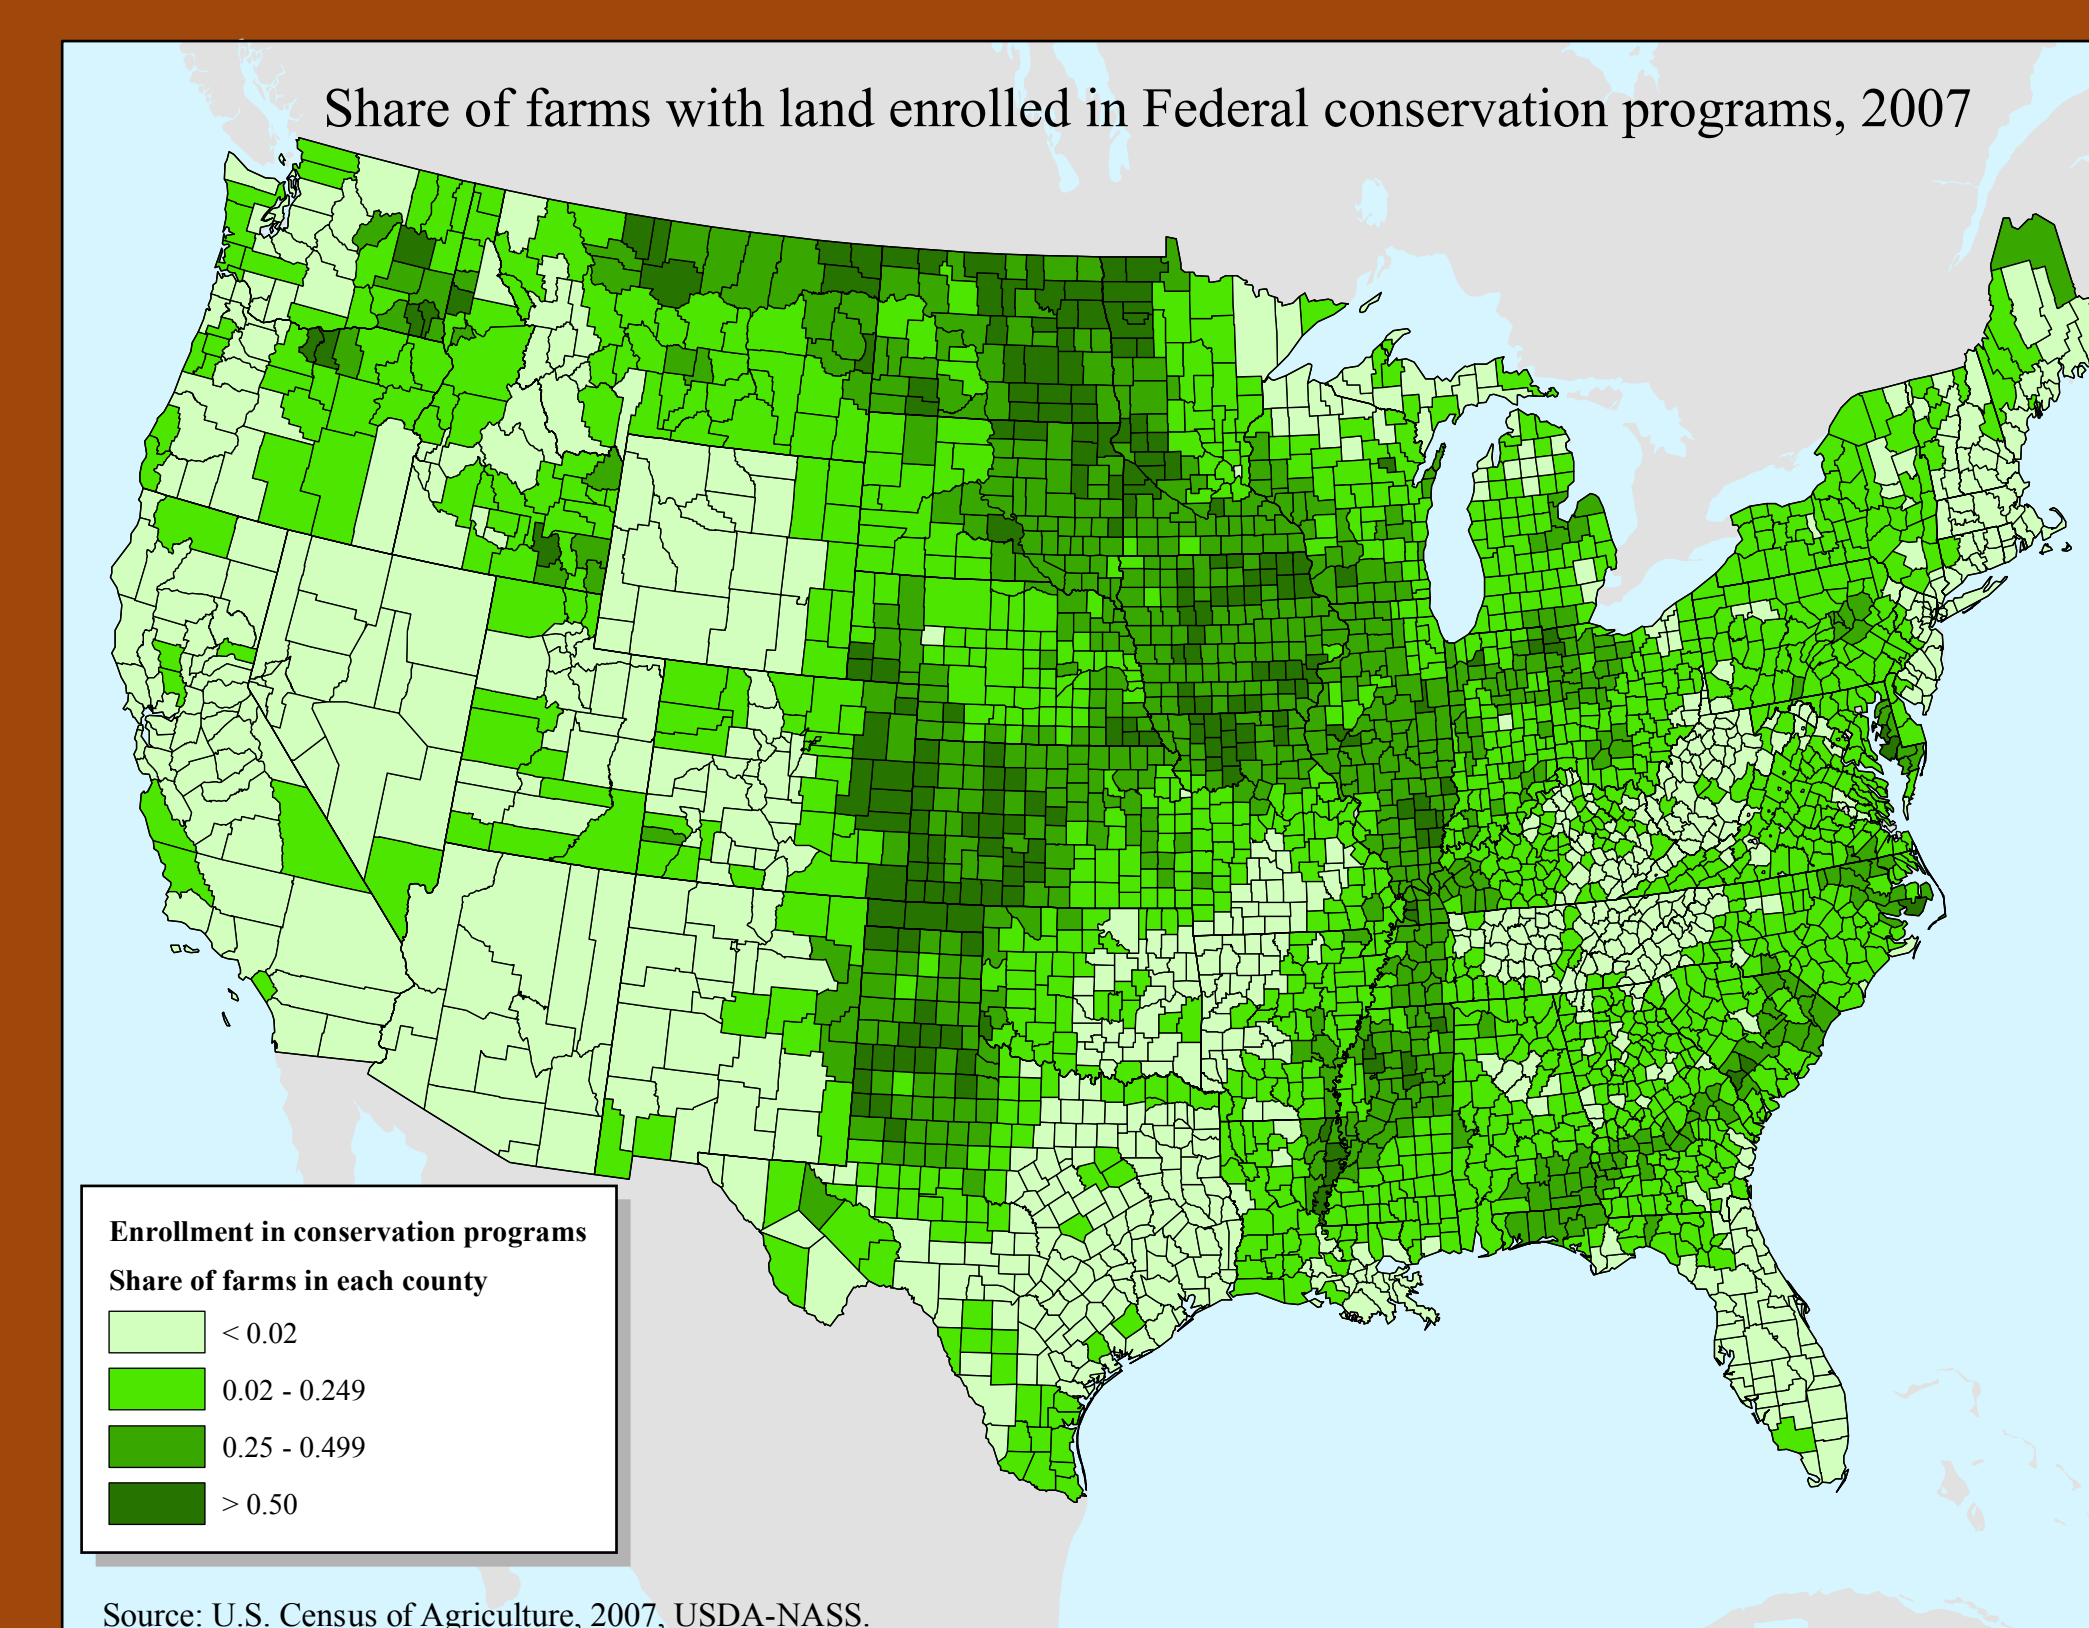 Share of farms with land enrolled in Federal conservation programs, 2007
Enrollment in conservation programs
Share of farms in each county
< 0.02
0.02 - 0.249
0.25 - 0.499
> 0.50
Source: U.S. Census of Agriculture, 2007, USDA-NASS.